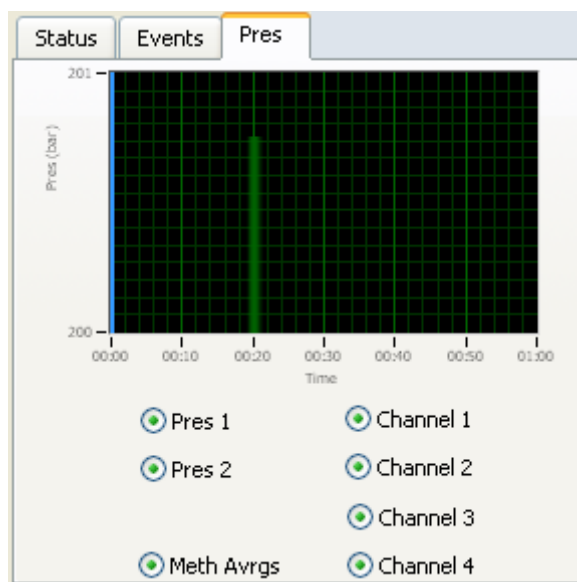 Status Events Pres
201
Pres (bar)
200
00:00 00:10 00:20 00:30 00:40 00:50 01:00
Time
Pres 1 Channel 1
Pres 2 Channel 2
Channel 3
Meth Avrgs Channel 4